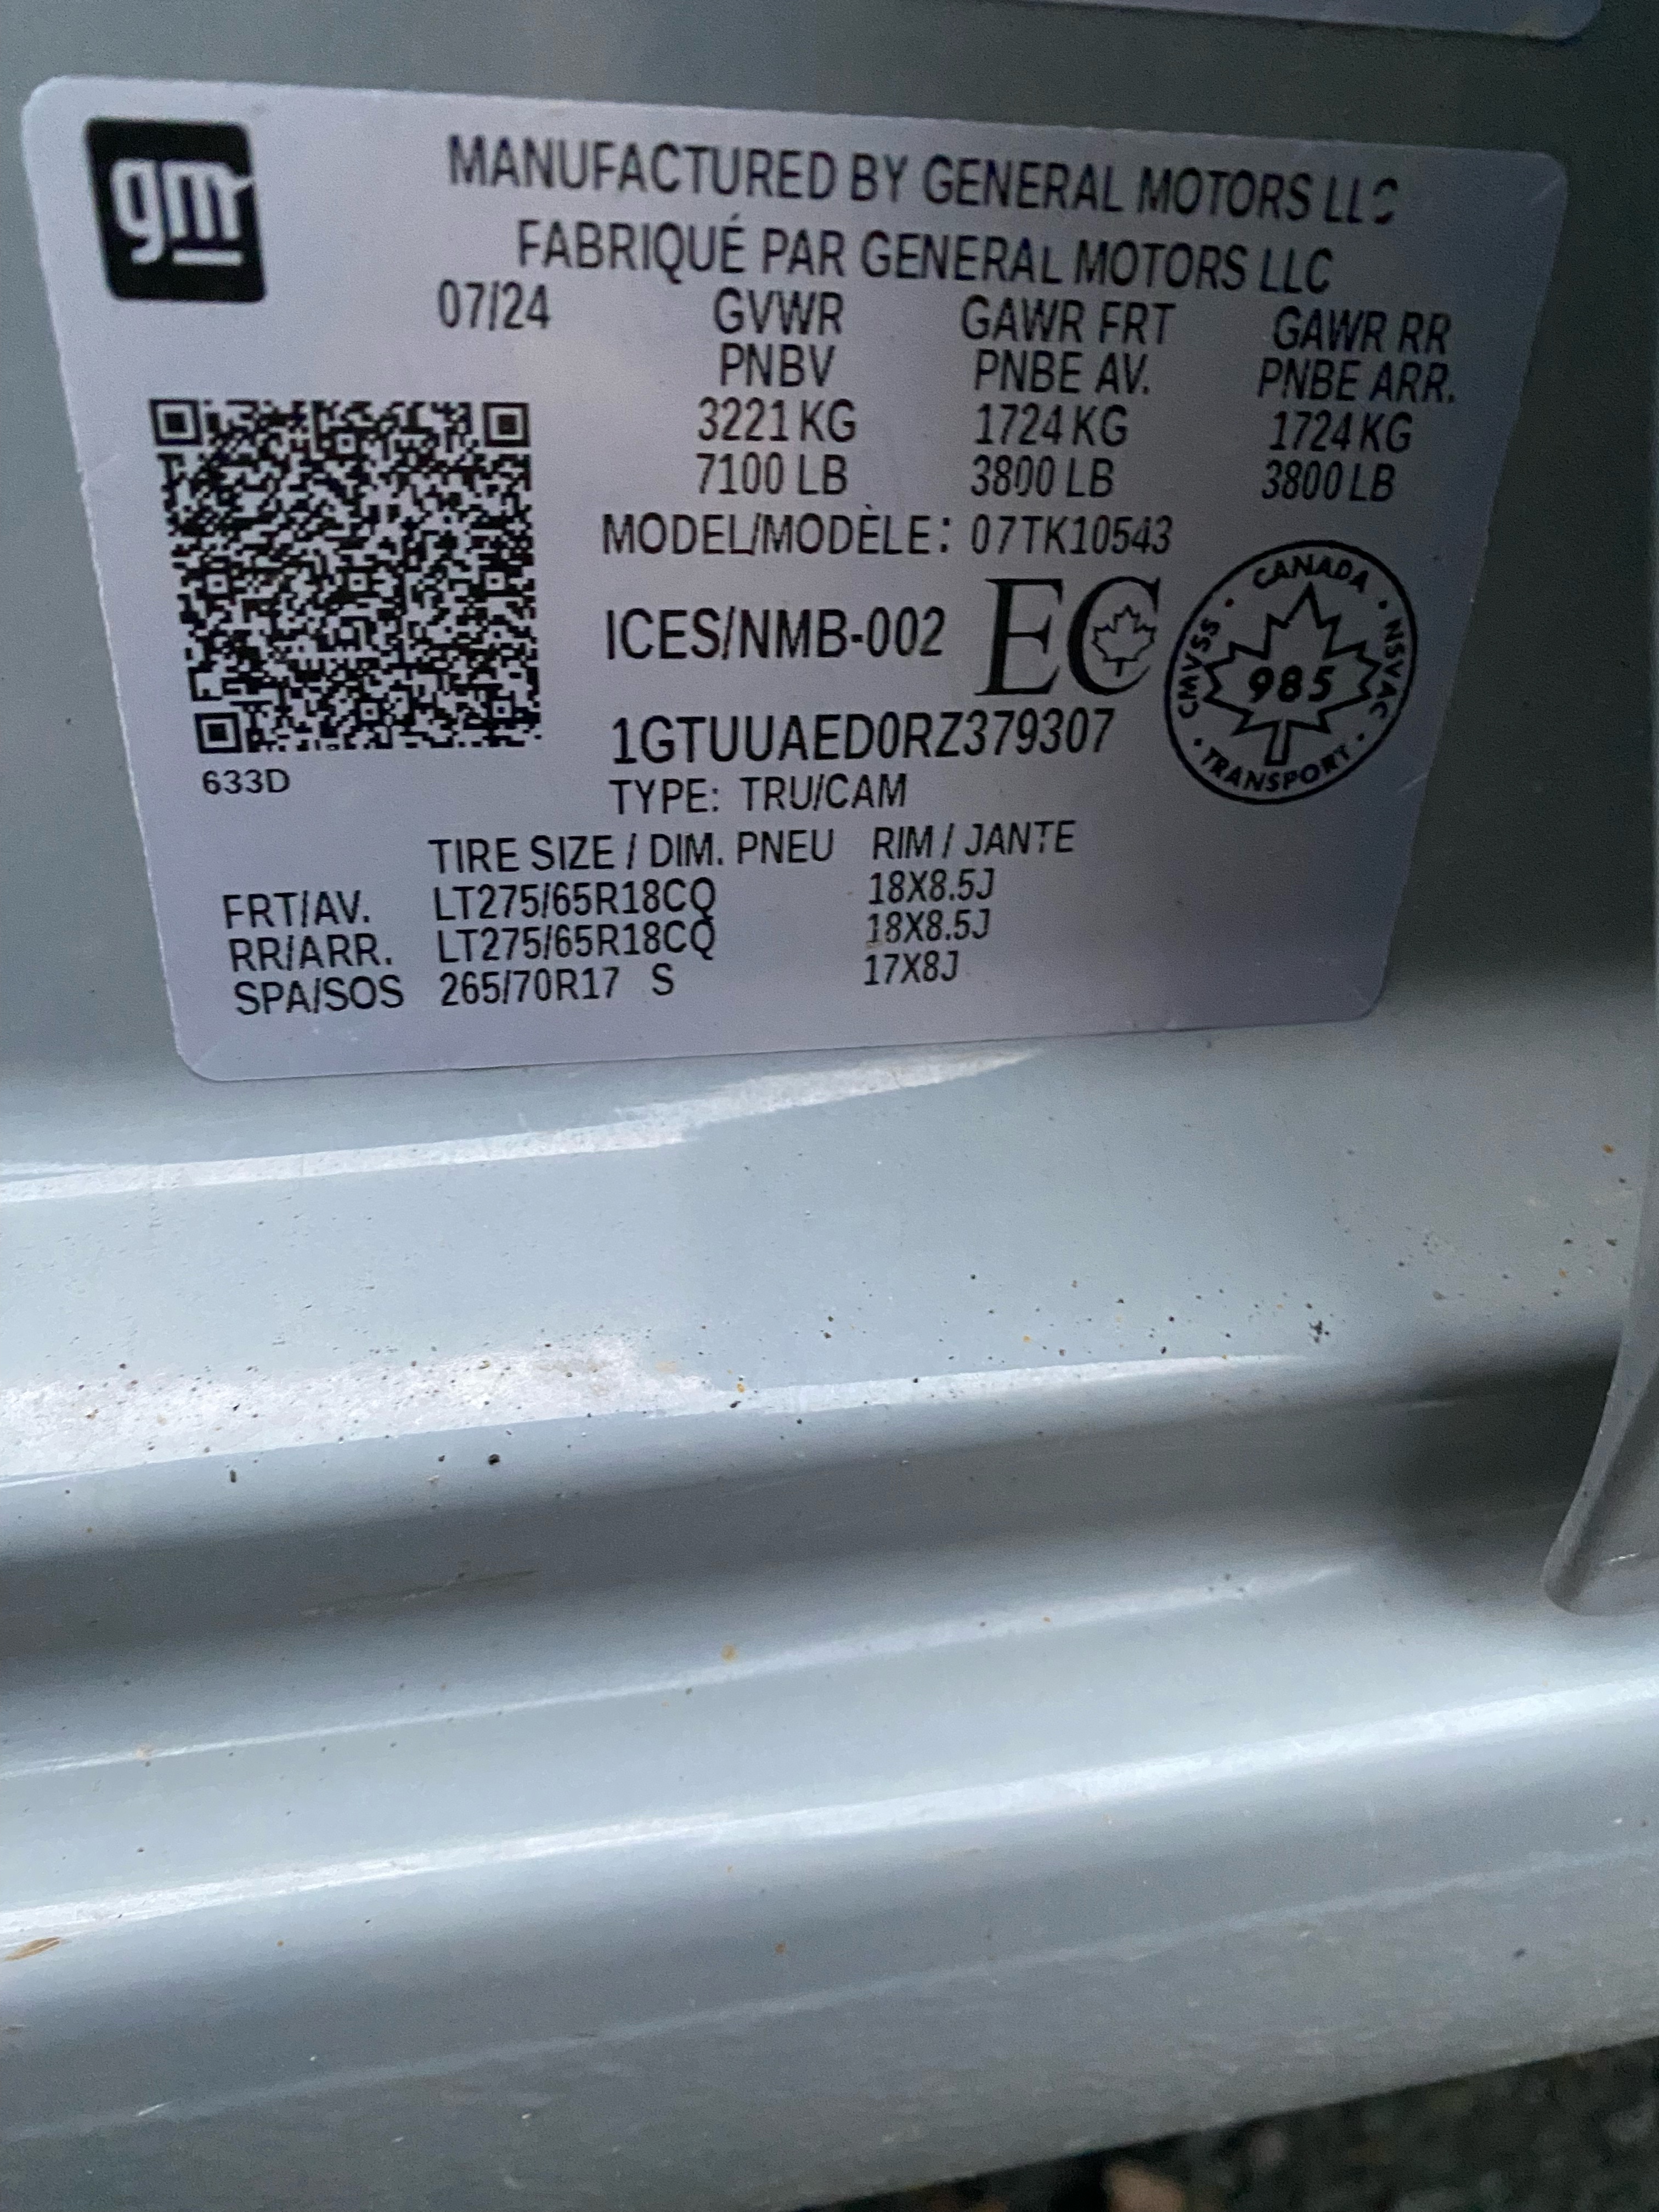 gm
MANUFACTURED BY GENERAL MOTORS LLC
FABRIQUÉ PAR GENERAL MOTORS LLC
07/24 GVWR GAWR FRT GAWR RR
PNBV PNBE AV. PNBE ARR.
3221 KG 1724 KG 1724 KG
7100 LB 3800 LB 3800 LB
MODEL/MODÈLE: 07TK10543
ICES/NMB-002 EC
CANADA · NSVAC · TRANSPORT · CMVSS ·
985
1GTUUAED0RZ379307
633D
TYPE: TRU/CAM
TIRE SIZE / DIM. PNEU RIM / JANTE
FRT/AV. LT275/65R18CQ 18X8.5J
RR/ARR. LT275/65R18CQ 18X8.5J
SPA/SOS 265/70R17 S 17X8J